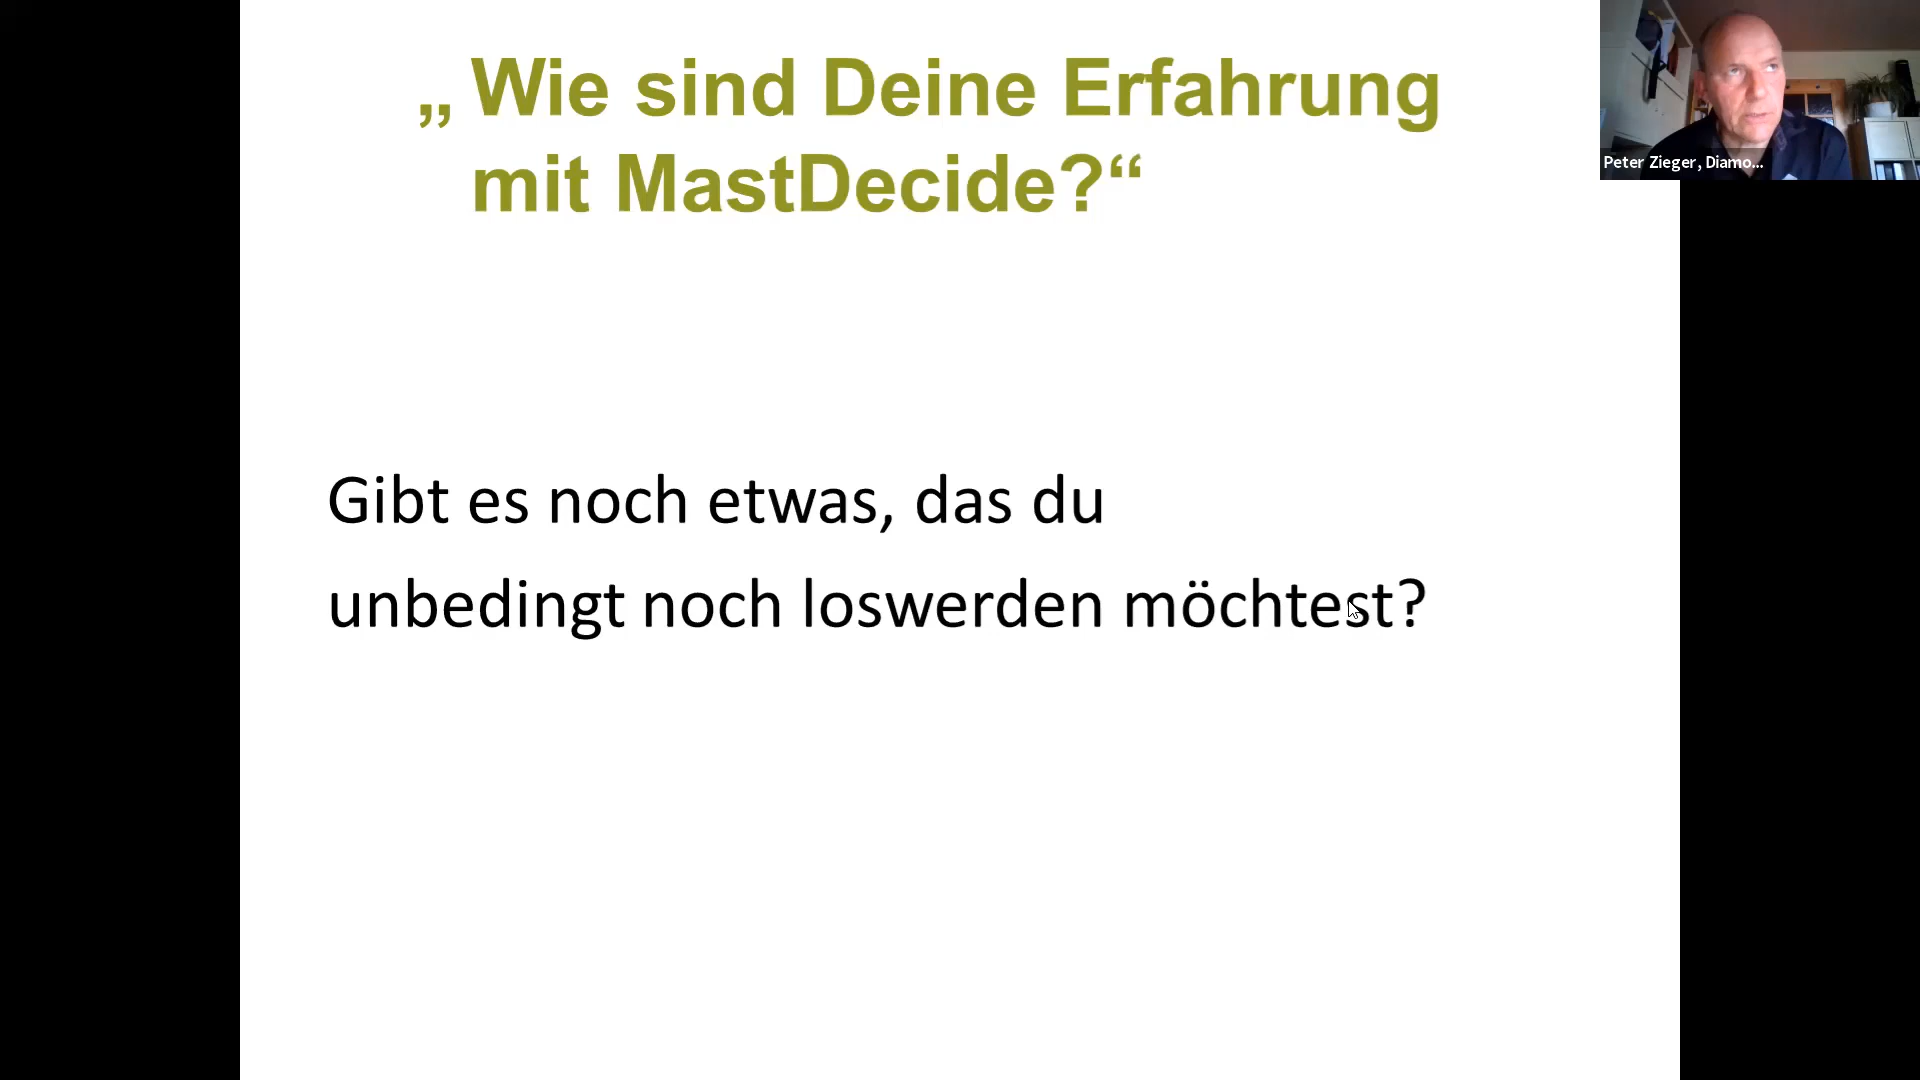 „ Wie sind Deine Erfahrung
mit MastDecide?“
Gibt es noch etwas, das du
unbedingt noch loswerden möchtest?
Peter Zieger, Diamo...